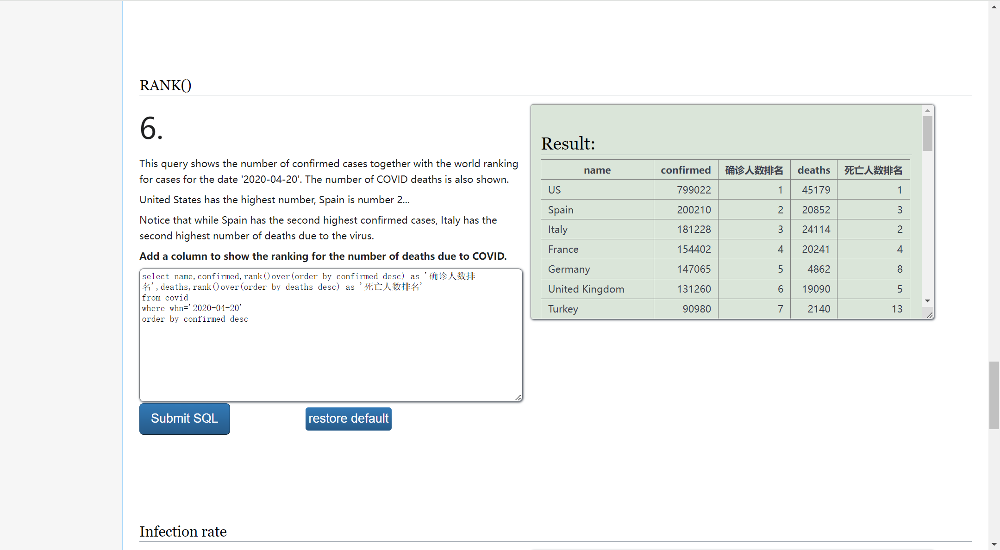 RANK()
6.
This query shows the number of confirmed cases together with the world ranking
for cases for the date '2020-04-20'. The number of COVID deaths is also shown.
United States has the highest number, Spain is number 2...
Notice that while Spain has the second highest confirmed cases, Italy has the
second highest number of deaths due to the virus.
Add a column to show the ranking for the number of deaths due to COVID.
select name,confirmed,rank()over(order by confirmed desc) as '确诊人数排
名',deaths,rank()over(order by deaths desc) as '死亡人数排名'
from covid
where whn='2020-04-20'
order by confirmed desc
Submit SQL restore default
Result:
name confirmed 确诊人数排名 deaths 死亡人数排名
US 799022 1 45179 1
Spain 200210 2 20852 3
Italy 181228 3 24114 2
France 154402 4 20241 4
Germany 147065 5 4862 8
United Kingdom 131260 6 19090 5
Turkey 90980 7 2140 13
Infection rate